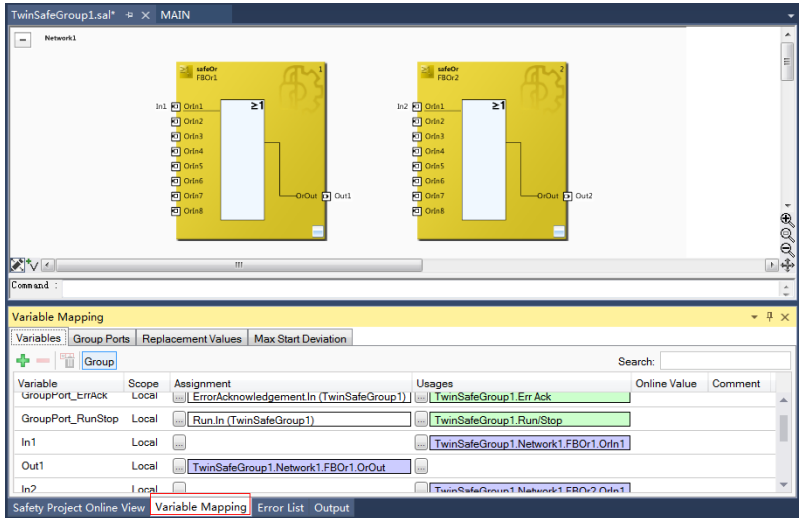 TwinSafeGroup1.sal* MAIN
Network1
safeOr 1
FBOr1
safeOr 2
FBOr2
In1 OrIn1 ≥1
OrIn2
OrIn3
OrIn4
OrIn5
OrIn6
OrIn7 OrOut Out1
OrIn8
In2 OrIn1 ≥1
OrIn2
OrIn3
OrIn4
OrIn5
OrIn6
OrIn7 OrOut Out2
OrIn8
Command :
Variable Mapping
Variables Group Ports Replacement Values Max Start Deviation
Group Search:
Variable Scope Assignment Usages Online Value Comment
GroupPort_ErrAck Local ... ErrorAcknowledgement.In (TwinSafeGroup1) ... TwinSafeGroup1.Err Ack
GroupPort_RunStop Local ... Run.In (TwinSafeGroup1) ... TwinSafeGroup1.Run/Stop
In1 Local ... ... TwinSafeGroup1.Network1.FBOr1.OrIn1
Out1 Local ... TwinSafeGroup1.Network1.FBOr1.OrOut ...
In2 Local ... ... TwinSafeGroup1.Network1.FBOr2.OrIn1
Safety Project Online View Variable Mapping Error List Output